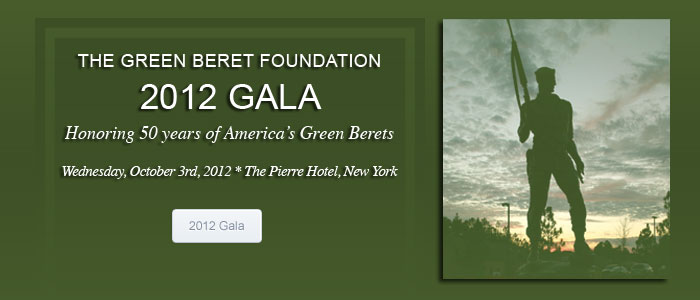 THE GREEN BERET FOUNDATION
2012 GALA
Honoring 50 years of America's Green Berets
Wednesday, October 3rd, 2012 * The Pierre Hotel, New York
2012 Gala